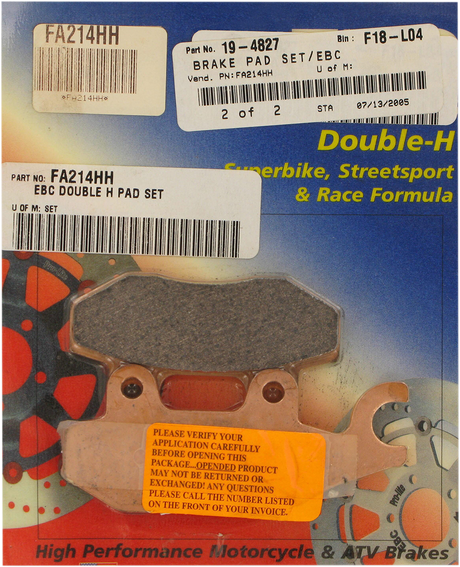 FA214HH
*FA214HH*
Part No. 19-4827 Bin: F18-L04
BRAKE PAD SET/EBC
Vend. PN: FA214HH U of M:
2 of 2 STA 07/13/2005
Double-H
Superbike, Streetsport
& Race Formula
PART NO: FA214HH
EBC DOUBLE H PAD SET
U OF M: SET
PLEASE VERIFY YOUR
APPLICATION CAREFULLY
BEFORE OPENING THIS
PACKAGE. OPENDED PRODUCT
MAY NOT BE RETURNED OR
EXCHANGED! ANY QUESTIONS
PLEASE CALL THE NUMBER LISTED
ON THE FRONT OF YOUR INVOICE.
EBC
High Performance Motorcycle & ATV Brakes